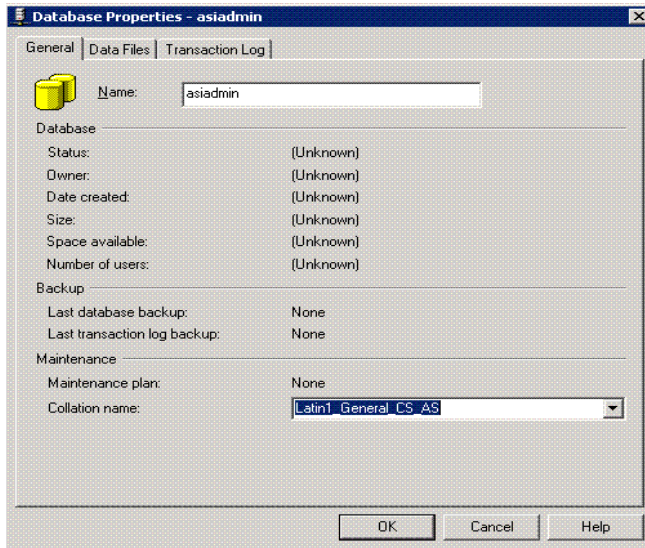 Database Properties - asiadmin
General Data Files Transaction Log
Name: asiadmin
Database
Status: (Unknown)
Owner: (Unknown)
Date created: (Unknown)
Size: (Unknown)
Space available: (Unknown)
Number of users: (Unknown)
Backup
Last database backup: None
Last transaction log backup: None
Maintenance
Maintenance plan: None
Collation name: Latin1_General_CS_AS
OK Cancel Help